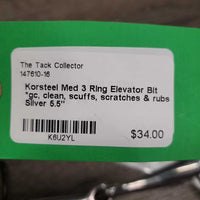 The Tack Collector
147610-16
Korsteel Med 3 Ring Elevator Bit
*gc, clean, scuffs, scratches & rubs
Silver 5.5"
$34.00
K6U2YL